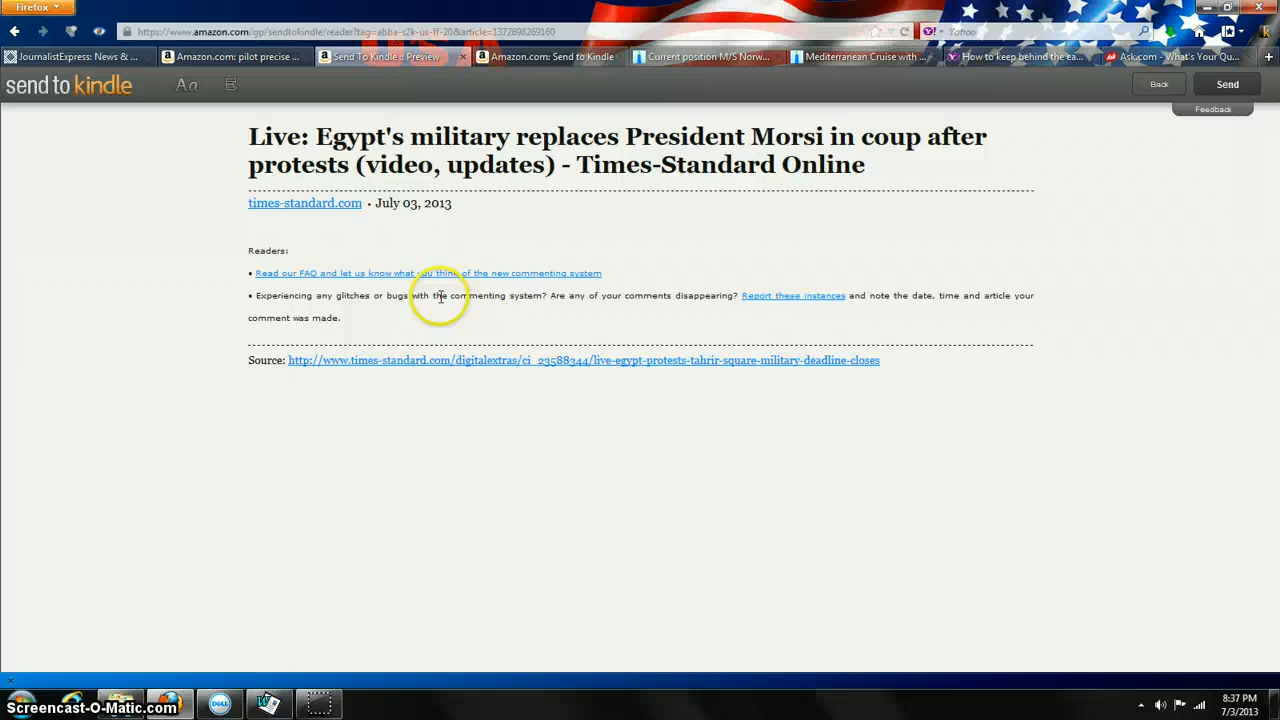 Firefox
https://www.amazon.com/gp/sendtokindle/reader?tag=abba-s2k-us-ff-20&article=1372898269160
Yahoo
JournalistExpress: News & ...
Amazon.com: pilot precise ...
Send To Kindle :: Preview
Amazon.com: Send to Kindle
Current position M/S Norw...
Mediterranean Cruise with ...
How to keep behind the ea...
Ask.com - What's Your Qu...
send to kindle
Aa
Back
Send
Feedback
Live: Egypt's military replaces President Morsi in coup after
protests (video, updates) - Times-Standard Online
times-standard.com • July 03, 2013
Readers:
• Read our FAQ and let us know what you think of the new commenting system
• Experiencing any glitches or bugs with the commenting system? Are any of your comments disappearing? Report these instances and note the date, time and article your
comment was made.
Source: http://www.times-standard.com/digitalextras/ci_23588344/live-egypt-protests-tahrir-square-military-deadline-closes
DELL
Screencast-O-Matic.com
8:37 PM
7/3/2013